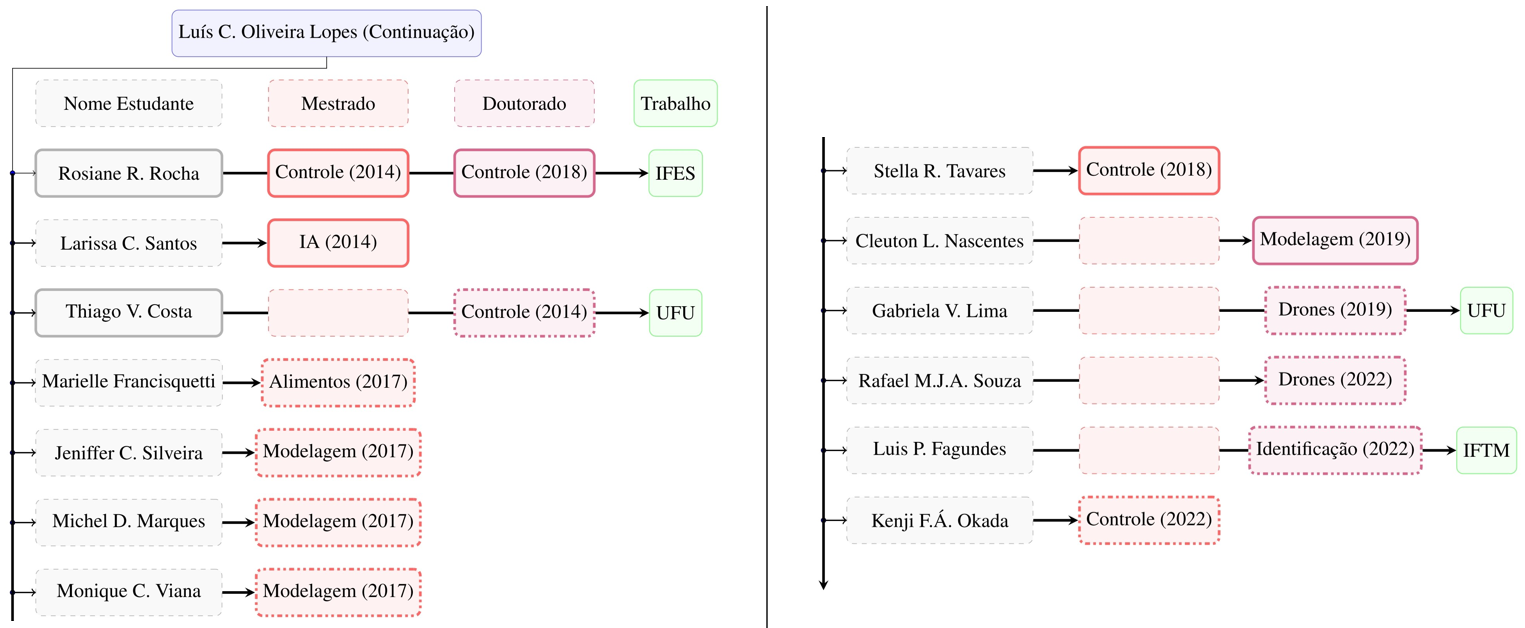 Luís C. Oliveira Lopes (Continuação)
Nome Estudante Mestrado Doutorado Trabalho
Rosiane R. Rocha Controle (2014) Controle (2018) IFES
Larissa C. Santos IA (2014)
Thiago V. Costa Controle (2014) UFU
Marielle Francisquetti Alimentos (2017)
Jeniffer C. Silveira Modelagem (2017)
Michel D. Marques Modelagem (2017)
Monique C. Viana Modelagem (2017)
Stella R. Tavares Controle (2018)
Cleuton L. Nascentes Modelagem (2019)
Gabriela V. Lima Drones (2019) UFU
Rafael M.J.A. Souza Drones (2022)
Luis P. Fagundes Identificação (2022) IFTM
Kenji F.Á. Okada Controle (2022)